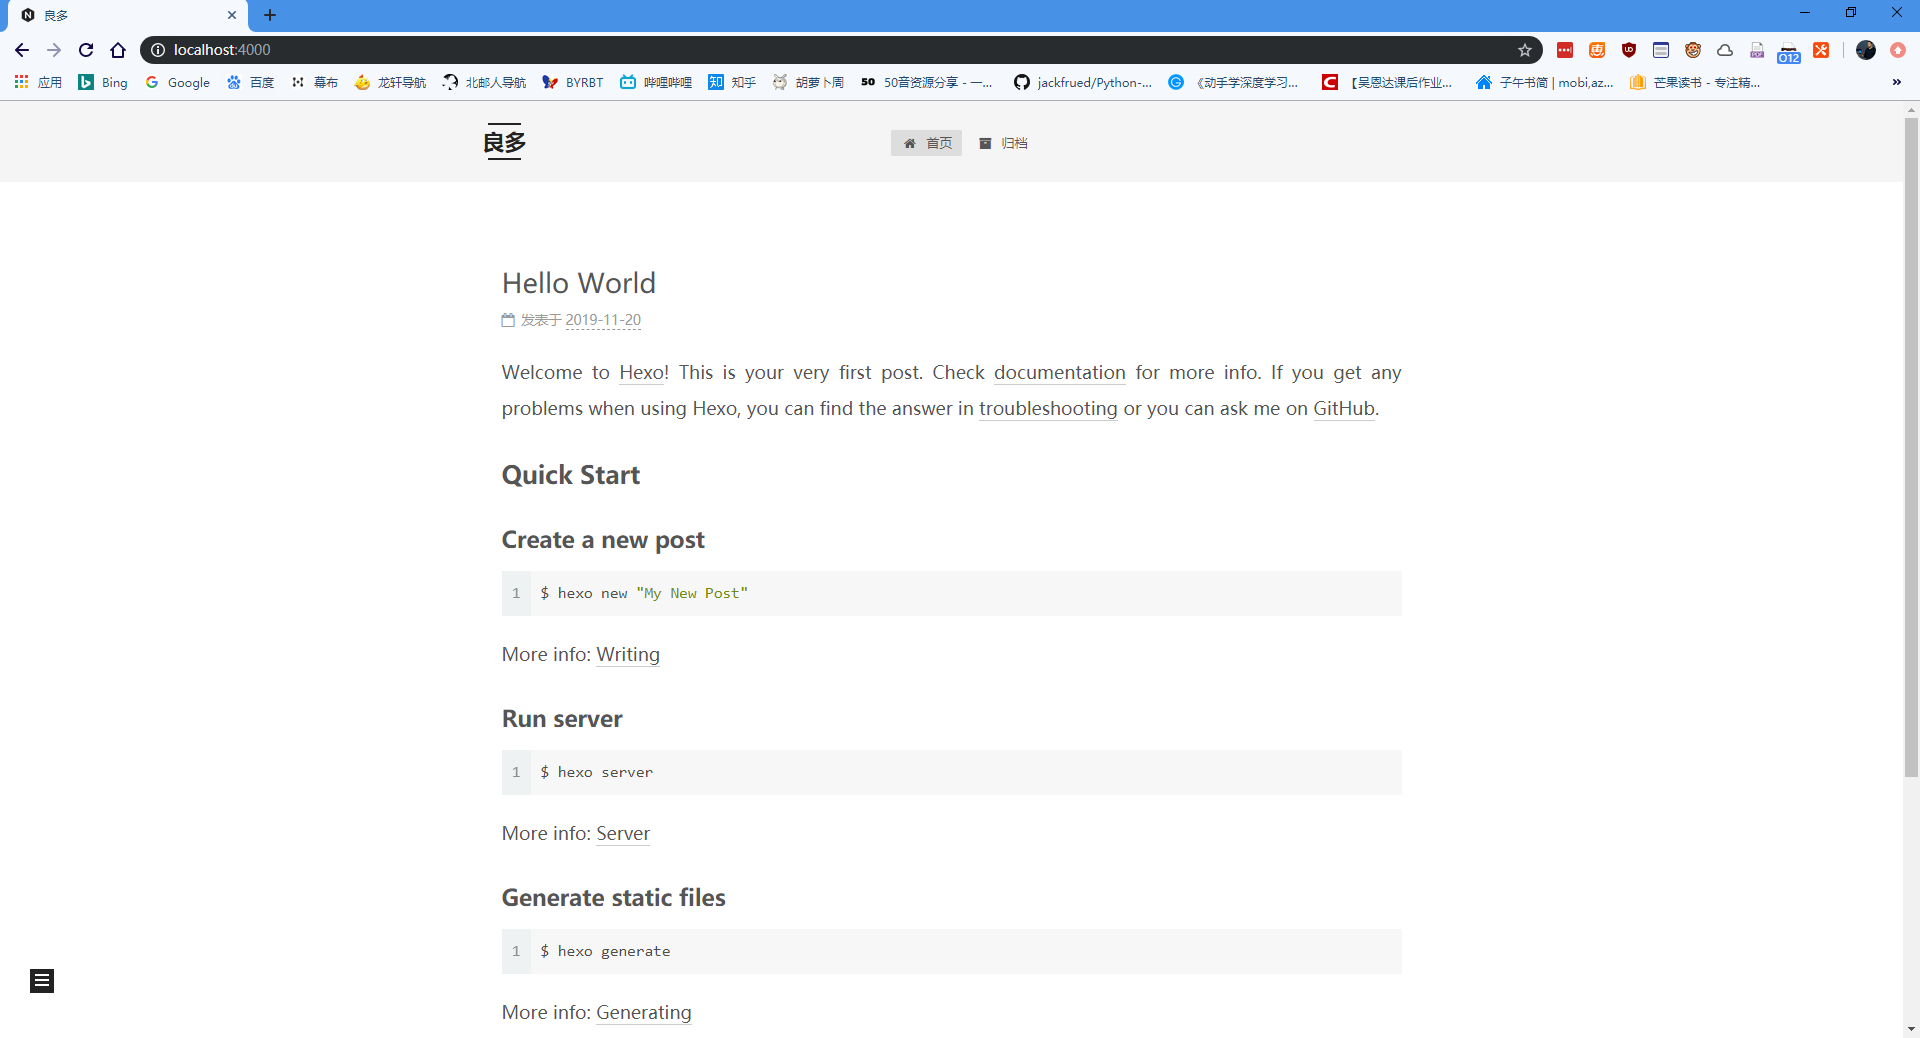 良多
localhost:4000
O12
应用 Bing Google 百度 幕布 龙轩导航 北邮人导航 BYRBT 哔哩哔哩 知 知乎 胡萝卜周 50 50音资源分享 - 一... jackfrued/Python-... 《动手学深度学习... 【吴恩达课后作业... 子午书简 | mobi,az... 芒果读书 - 专注精... »
良多
首页 归档
Hello World
发表于 2019-11-20
Welcome to Hexo! This is your very first post. Check documentation for more info. If you get any
problems when using Hexo, you can find the answer in troubleshooting or you can ask me on GitHub.
Quick Start
Create a new post
1 $ hexo new "My New Post"
More info: Writing
Run server
1 $ hexo server
More info: Server
Generate static files
1 $ hexo generate
More info: Generating